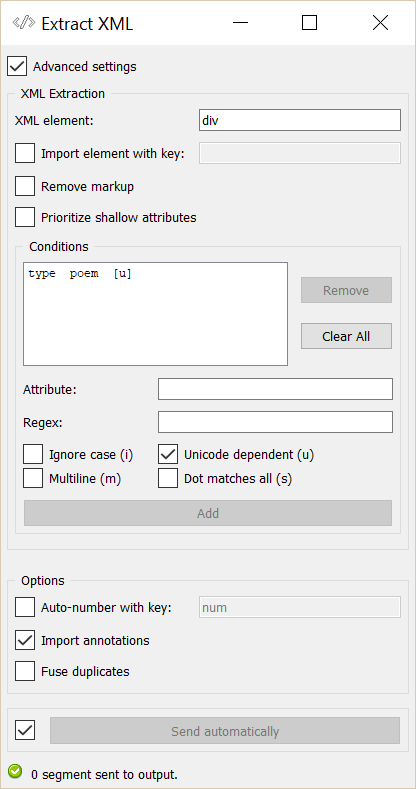 Extract XML
Advanced settings
XML Extraction
XML element: div
Import element with key:
Remove markup
Prioritize shallow attributes
Conditions
type poem [u]
Remove
Clear All
Attribute:
Regex:
Ignore case (i) Unicode dependent (u)
Multiline (m) Dot matches all (s)
Add
Options
Auto-number with key: num
Import annotations
Fuse duplicates
Send automatically
0 segment sent to output.